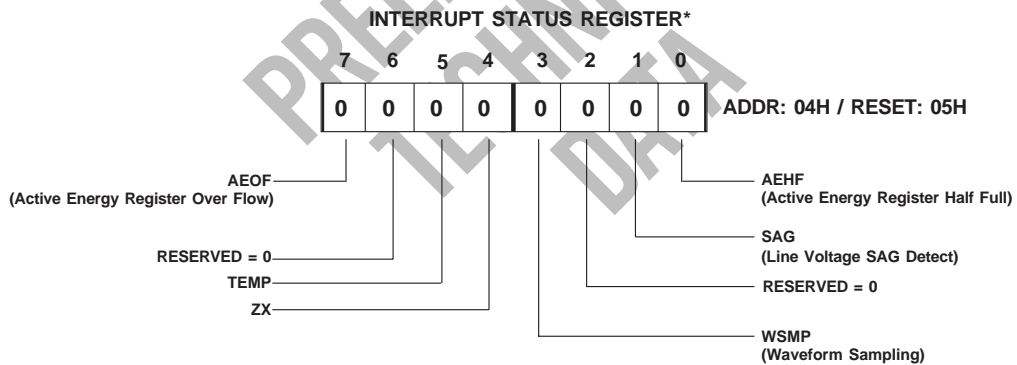 PRELIMINARY
TECHNICAL
DATA
INTERRUPT STATUS REGISTER*
7 6 5 4 3 2 1 0
0 0 0 0 0 0 0 0 ADDR: 04H / RESET: 05H
AEOF
(Active Energy Register Over Flow)
RESERVED = 0
TEMP
ZX
AEHF
(Active Energy Register Half Full)
SAG
(Line Voltage SAG Detect)
RESERVED = 0
WSMP
(Waveform Sampling)